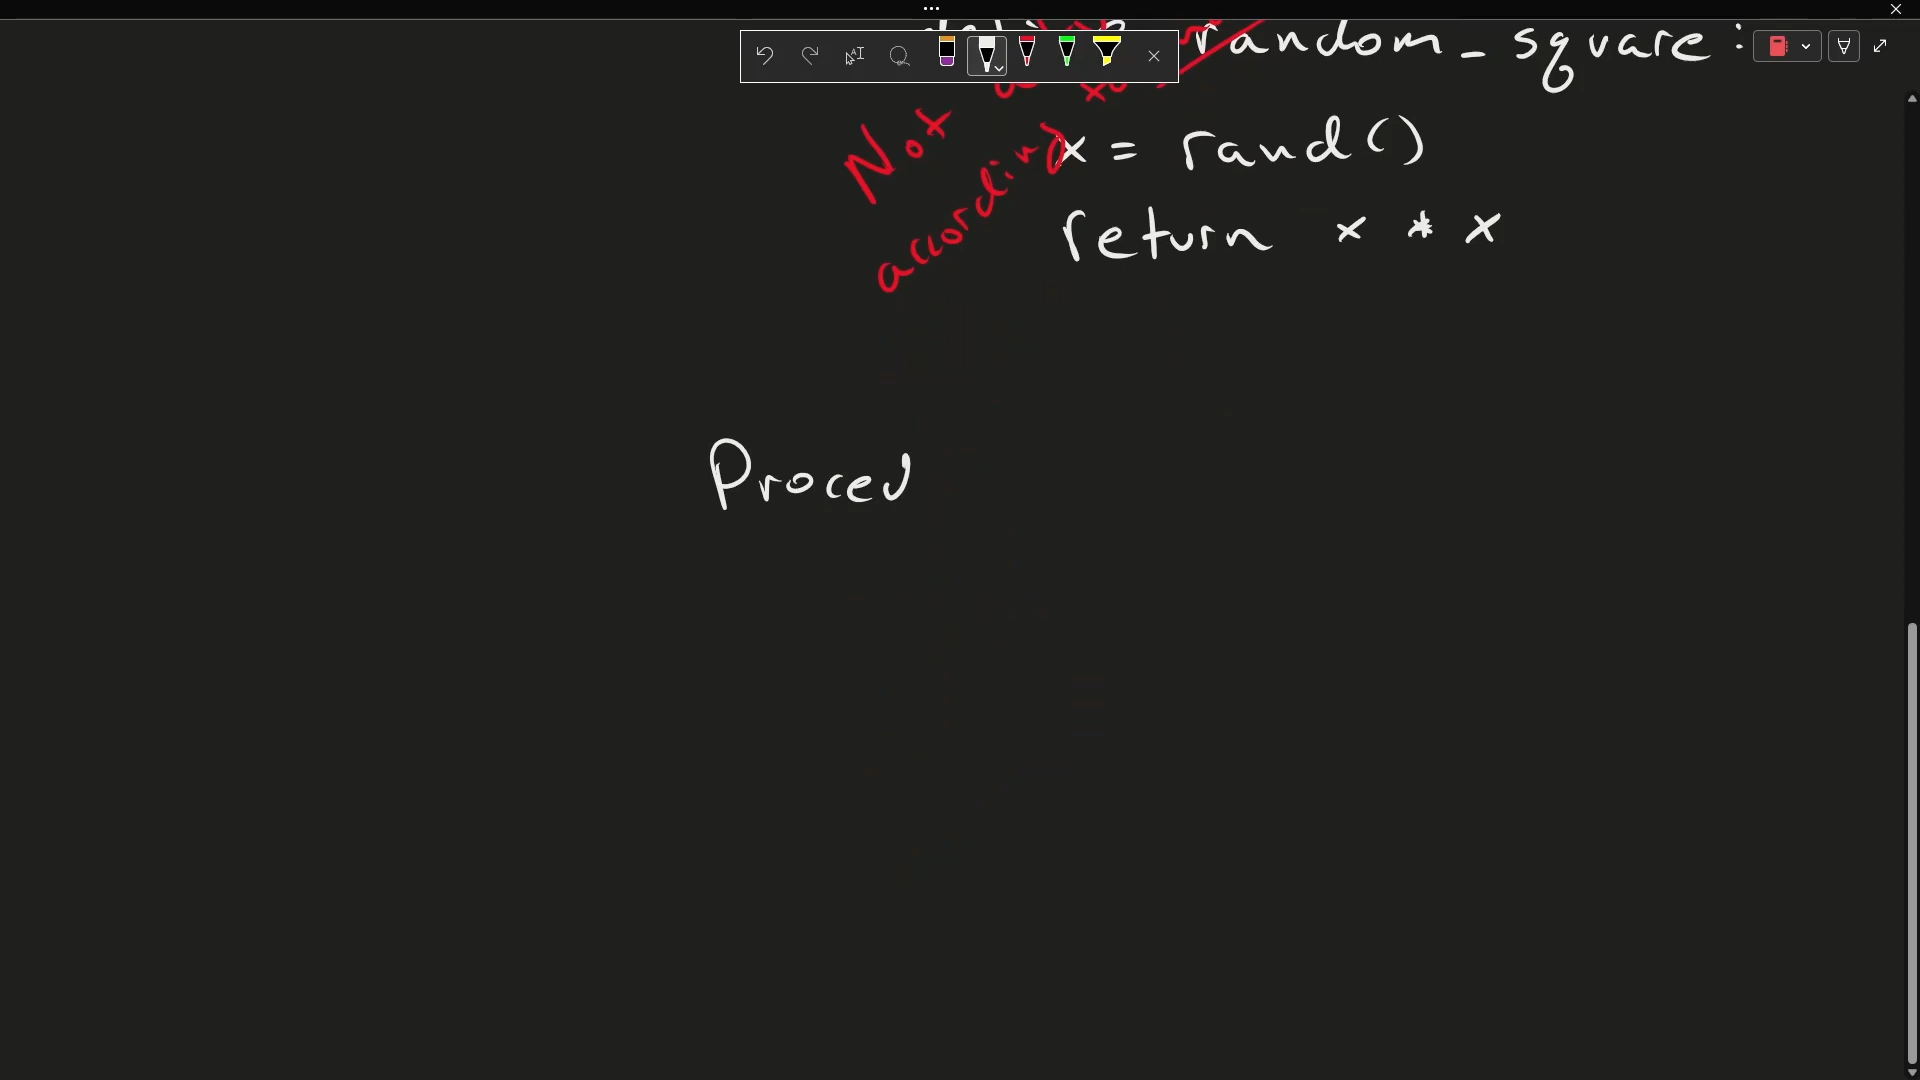 random_square:
Not
x = rand()
according
return x * x
Proced